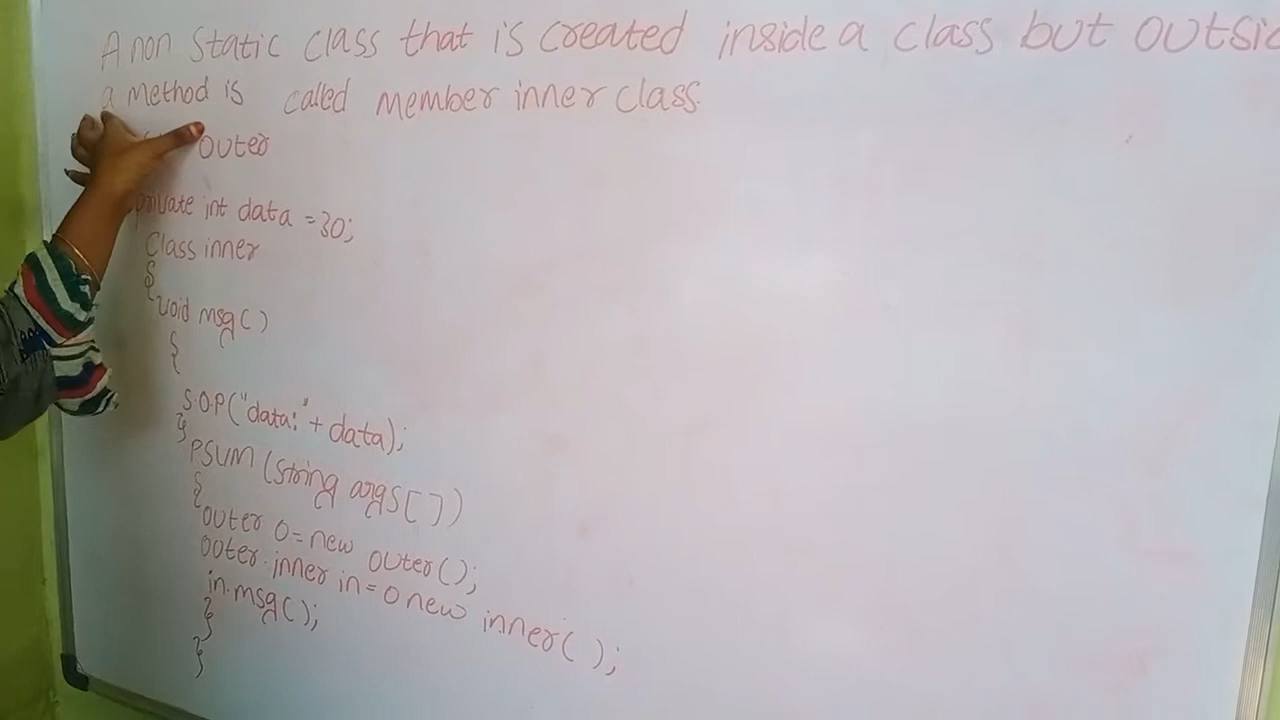 A non static class that is created inside a class but outsid
a method is called member inner class.
outer
private int data =30;
Class inner
{
void msg()
{
S.O.P("data:" + data);
}
PSVM (string args[])
{
outer o=new outer();
outer.inner in=o new inner();
in.msg();
}
}